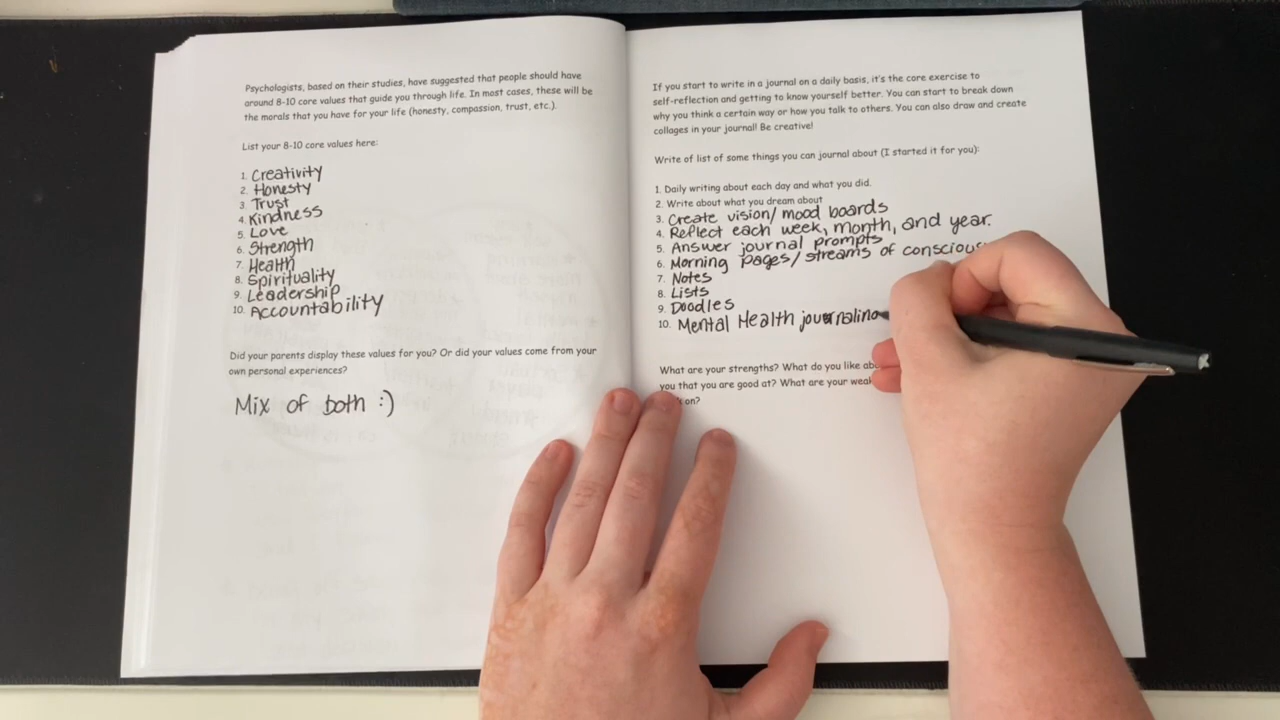 Psychologists, based on their studies, have suggested that people should have
around 8-10 core values that guide you through life. In most cases, these will be
the morals that you have for your life (honesty, compassion, trust, etc.).
List your 8-10 core values here:
1. Creativity
2. Honesty
3. Trust
4. Kindness
5. Love
6. Strength
7. Health
8. Spirituality
9. Leadership
10. Accountability
Did your parents display these values for you? Or did your values come from your
own personal experiences?
Mix of both :)
If you start to write in a journal on a daily basis, it's the core exercise to
self-reflection and getting to know yourself better. You can start to break down
why you think a certain way or how you talk to others. You can also draw and create
collages in your journal! Be creative!
Write of list of some things you can journal about (I started it for you):
1. Daily writing about each day and what you did.
2. Write about what you dream about
3. Create vision/ mood boards
4. Reflect each week, month, and year.
5. Answer journal prompts
6. Morning pages/ streams of conscious
7. Notes
8. Lists
9. Doodles
10. Mental Health journaling
What are your strengths? What do you like
you that you are good at? What are your
on?